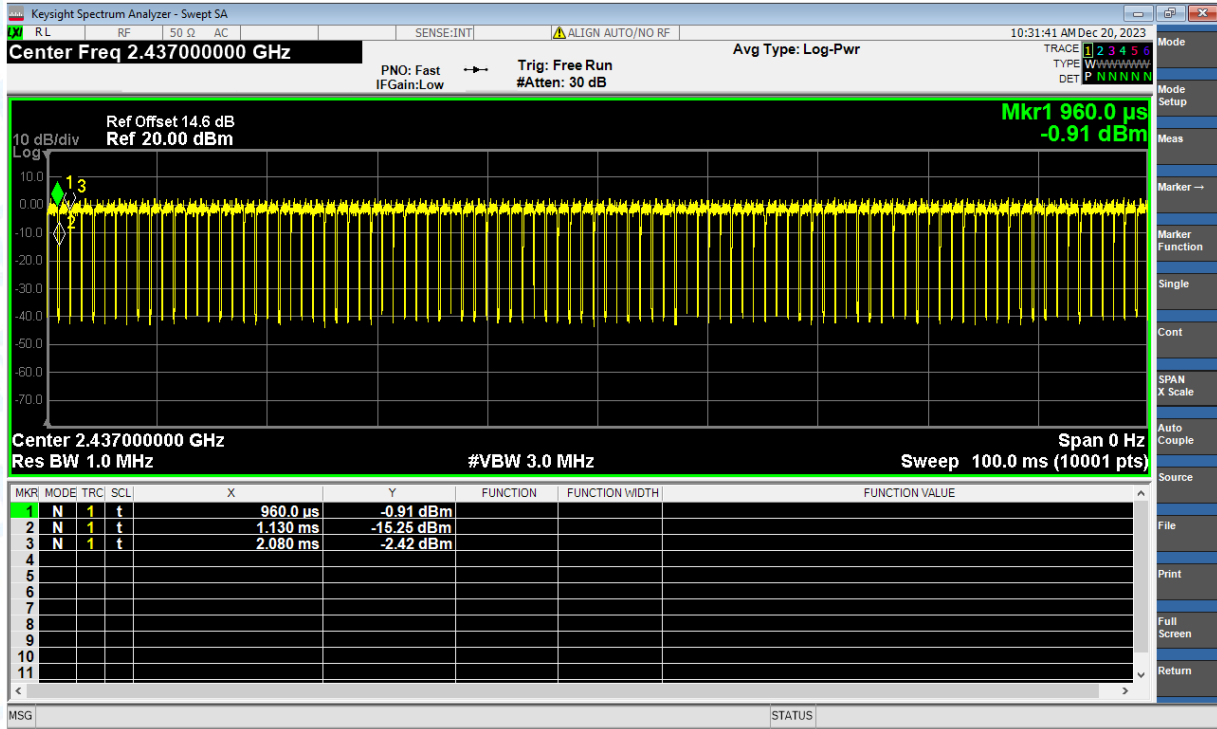 Keysight Spectrum Analyzer - Swept SA
LXI RL RF 50 Ω AC SENSE:INT ALIGN AUTO/NO RF 10:31:41 AM Dec 20, 2023
Center Freq 2.437000000 GHz
PNO: Fast
IFGain:Low
Trig: Free Run
#Atten: 30 dB
Avg Type: Log-Pwr
TRACE 1 2 3 4 5 6
TYPE WWWWWWW
DET P N N N N N
Mkr1 960.0 µs
-0.91 dBm
Ref Offset 14.6 dB
10 dB/div Ref 20.00 dBm
Log
10.0
0.00
-10.0
-20.0
-30.0
-40.0
-50.0
-60.0
-70.0
1
3
2
Center 2.437000000 GHz Span 0 Hz
Res BW 1.0 MHz #VBW 3.0 MHz Sweep 100.0 ms (10001 pts)
MKR MODE TRC SCL X Y FUNCTION FUNCTION WIDTH FUNCTION VALUE
1 N 1 t 960.0 µs -0.91 dBm
2 N 1 t 1.130 ms -15.25 dBm
3 N 1 t 2.080 ms -2.42 dBm
4
5
6
7
8
9
10
11
MSG STATUS
Mode
Mode
Setup
Meas
Marker →
Marker
Function
Single
Cont
SPAN
X Scale
Auto
Couple
Source
File
Print
Full
Screen
Return